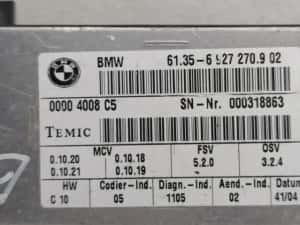 BMW 61.35-6 927 270.9 02
0000 4008 C5 SN-Nr. 000318863
TEMIC
MCV FSV OSV
0.10.20 0.10.18 5.2.0 3.2.4
0.10.21 0.10.19
HW Codier-Ind. Diagn.-Ind. Aend.-Ind. Datum
C 10 05 1105 02 41/04